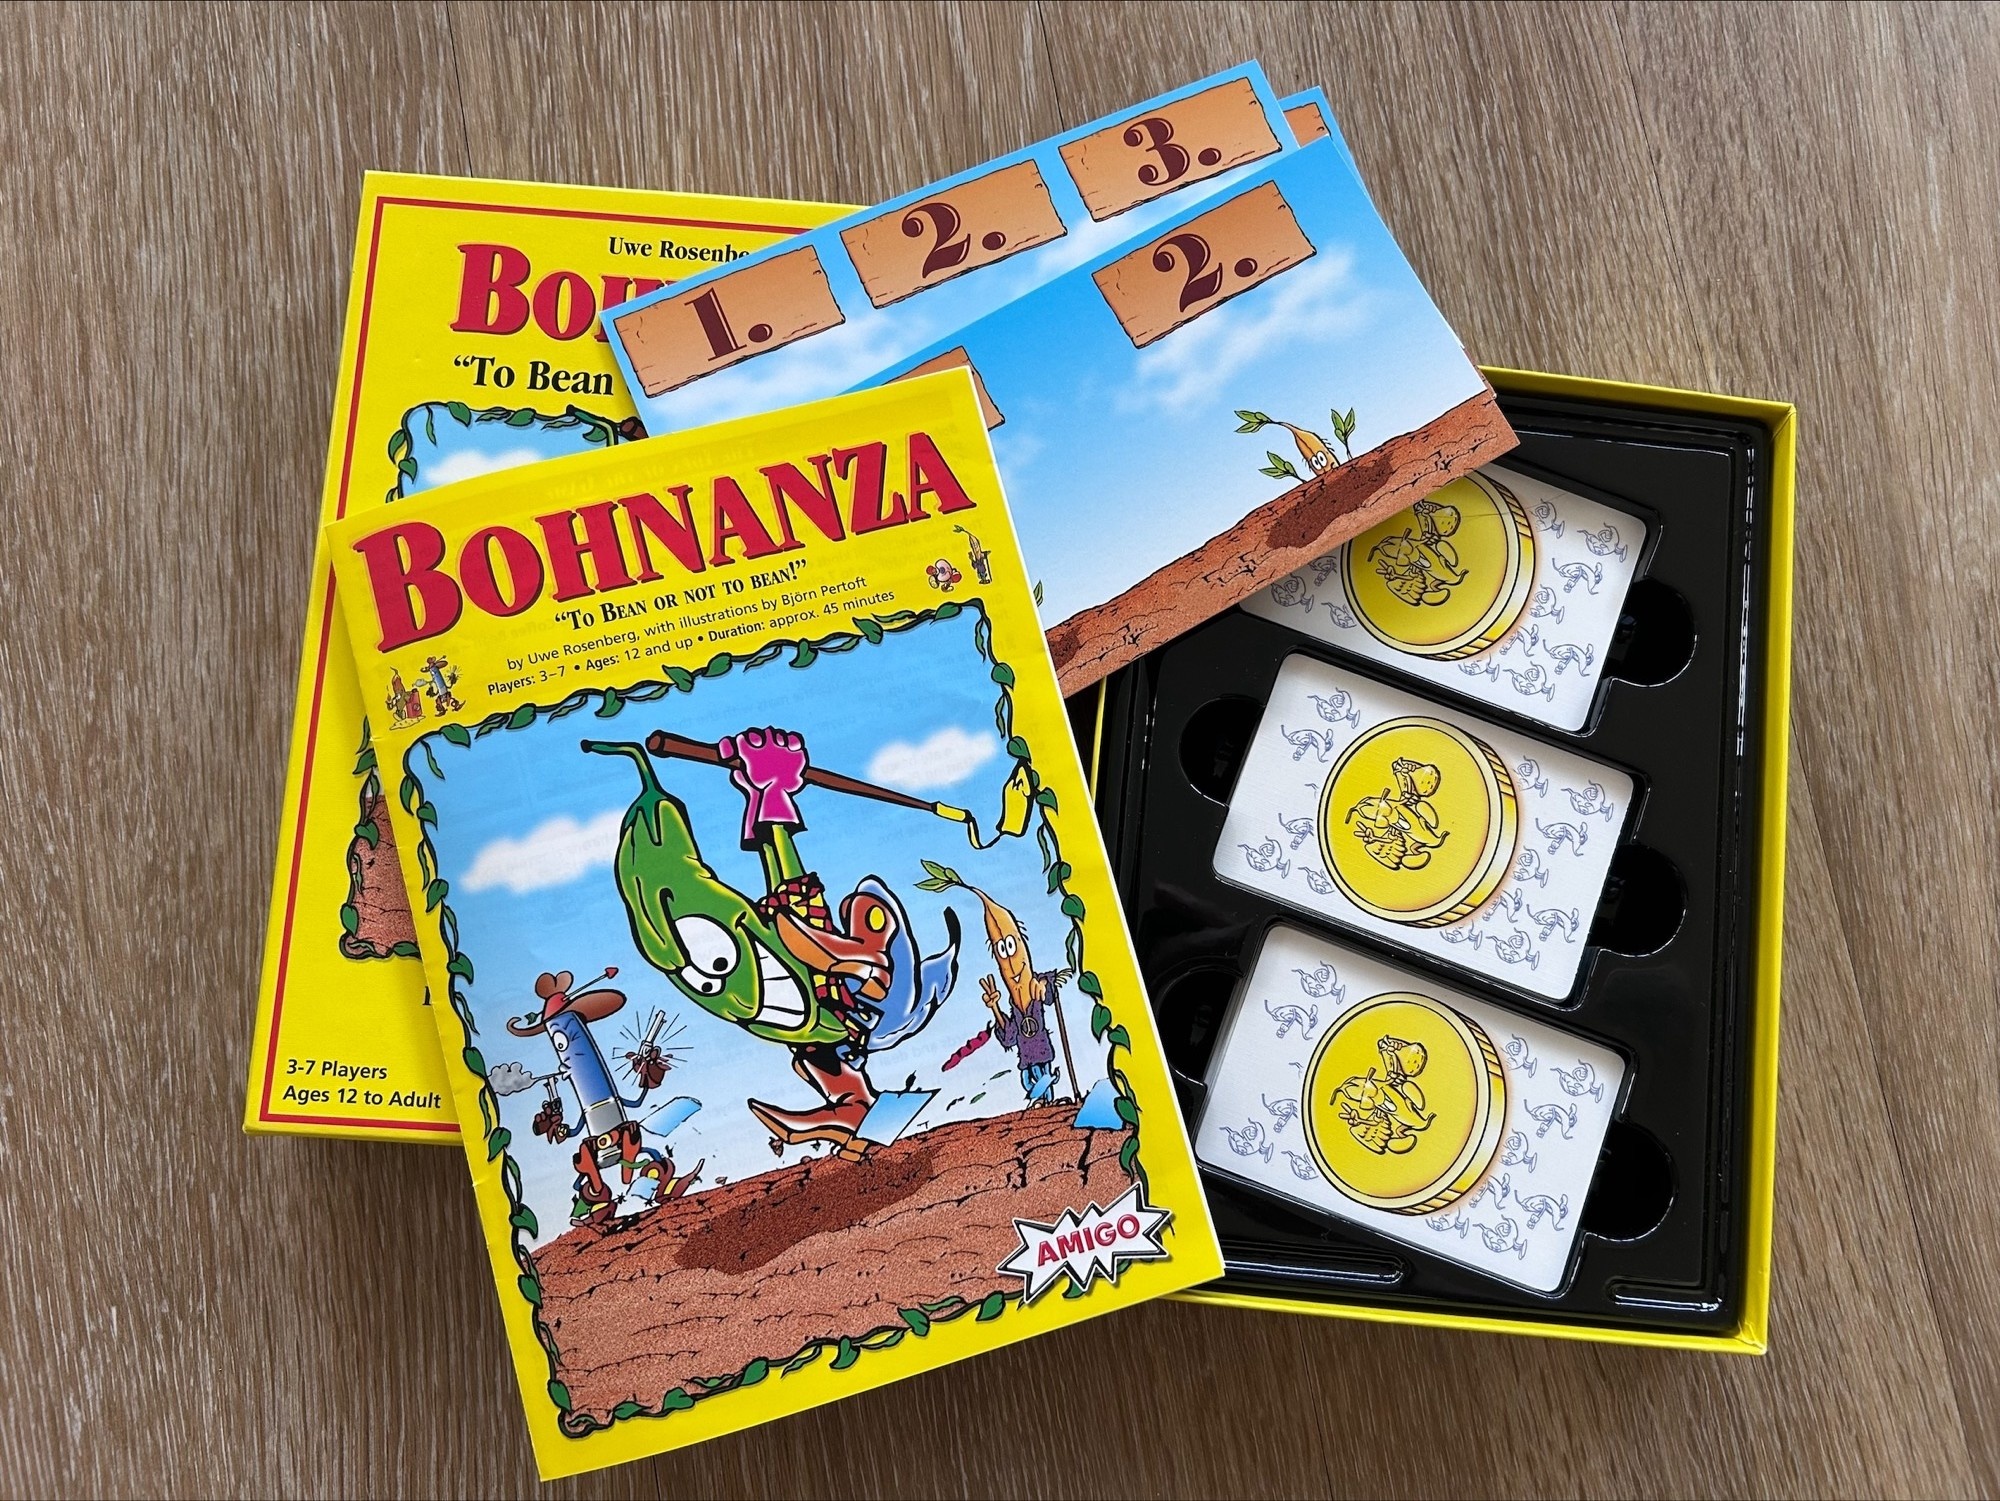 Uwe Rosenbe
BOH
“To Bean
3-7 Players
Ages 12 to Adult
1. 2. 3.
2.
BOHNANZA
“TO BEAN OR NOT TO BEAN!”
by Uwe Rosenberg, with illustrations by Björn Pertoft
Players: 3–7 • Ages: 12 and up • Duration: approx. 45 minutes
AMIGO